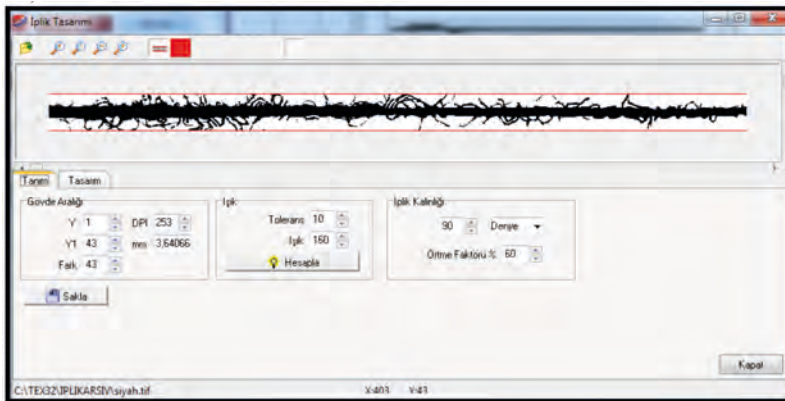 İplik Tasarımı
Tanım Tasarım
Gövde Aralığı
Y 1 DPI 253
Y1 43 mm 3,64066
Fark 43
Işık
Tolerans 10
Işık 160
Hesapla
İplik Kalınlığı
90 Denye
Örtme Faktörü % 60
Sakla
Kapat
C:\TEX32\IPLIKARSIV\siyah.tif X:403 Y:43